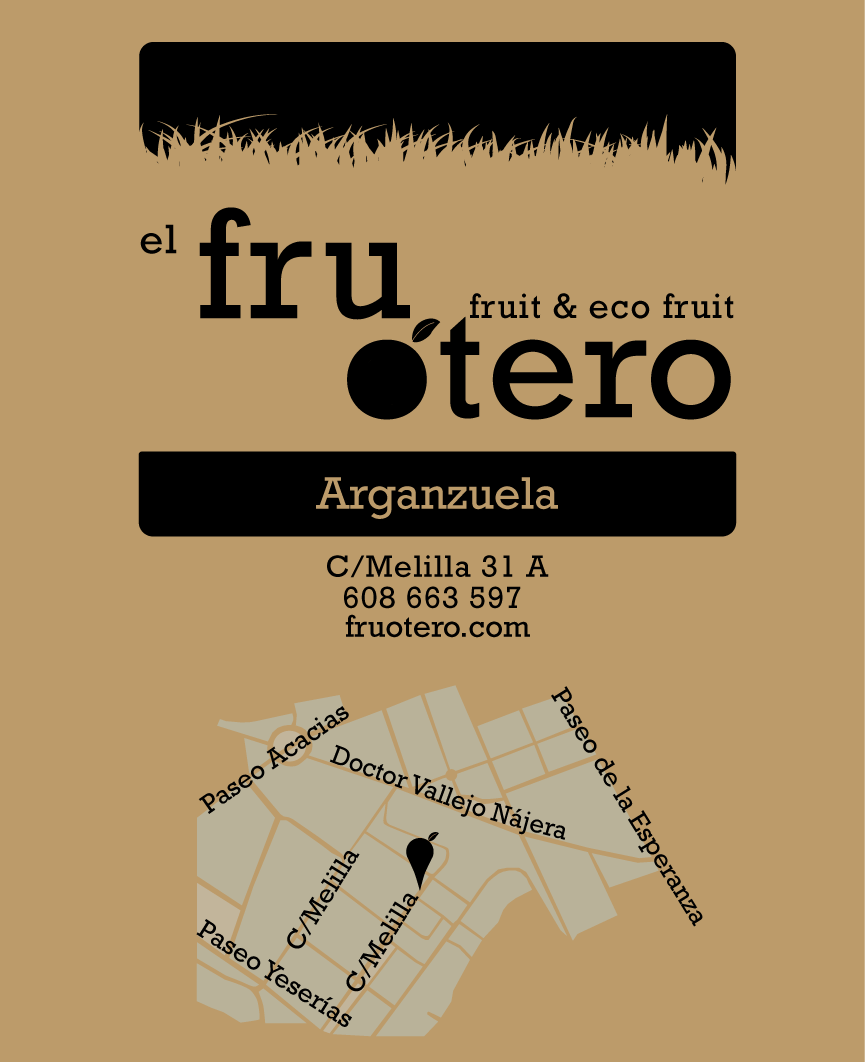 el fru
fruit & eco fruit
otero
Arganzuela
C/Melilla 31 A
608 663 597
fruotero.com
Paseo Acacias
Doctor Vallejo Nájera
Paseo de la Esperanza
C/Melilla
C/Melilla
Paseo Yeserías